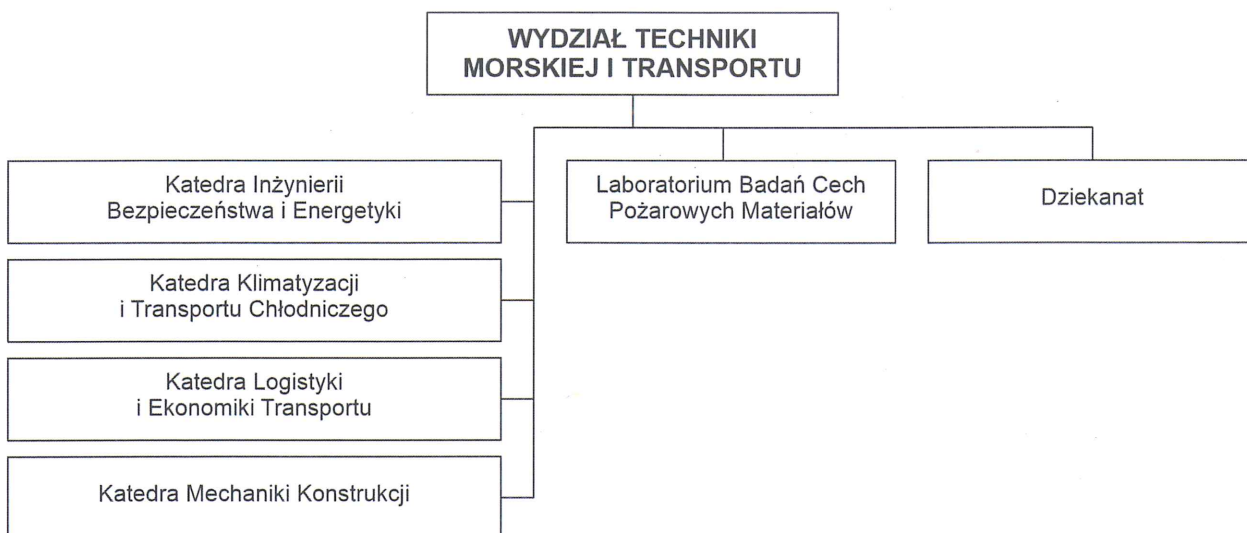 WYDZIAŁ TECHNIKI
MORSKIEJ I TRANSPORTU
Katedra Inżynierii
Bezpieczeństwa i Energetyki
Laboratorium Badań Cech
Pożarowych Materiałów
Dziekanat
Katedra Klimatyzacji
i Transportu Chłodniczego
Katedra Logistyki
i Ekonomiki Transportu
Katedra Mechaniki Konstrukcji